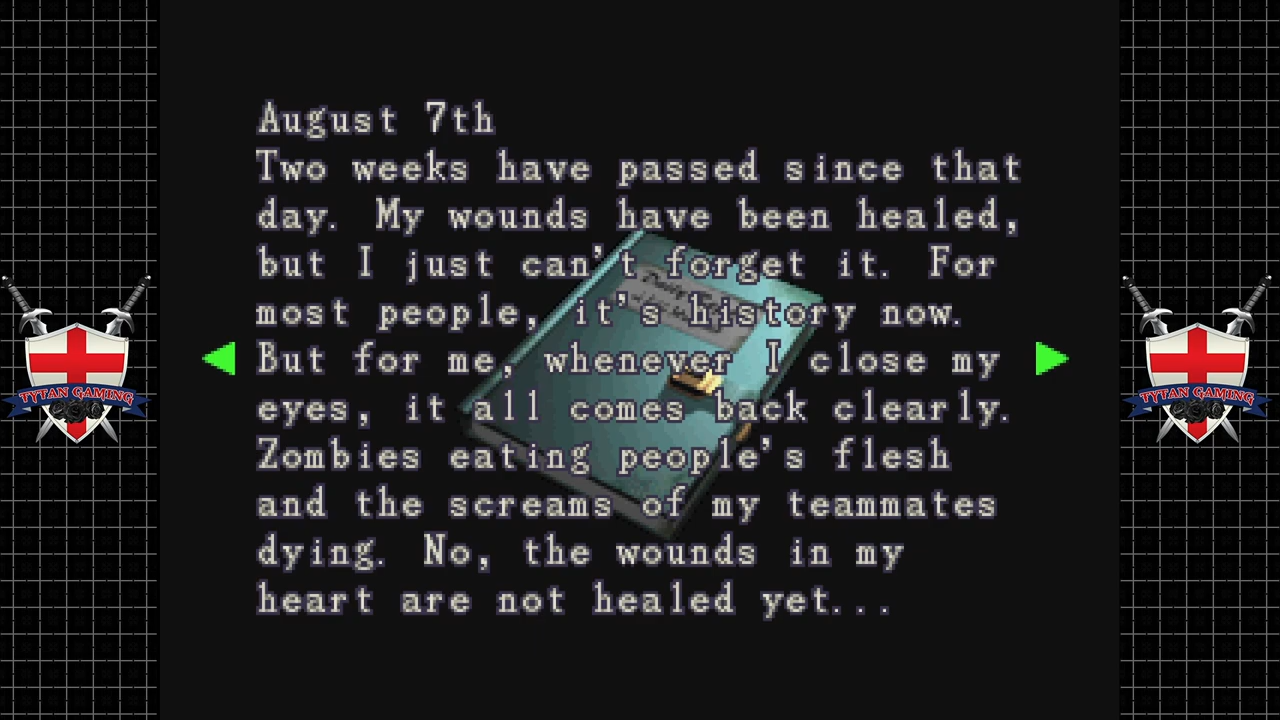 August 7th
Two weeks have passed since that
day. My wounds have been healed,
but I just can't forget it. For
most people, it's history now.
But for me, whenever I close my
eyes, it all comes back clearly.
Zombies eating people's flesh
and the screams of my teammates
dying. No, the wounds in my
heart are not healed yet...
TYTAN GAMING
TYTAN GAMING